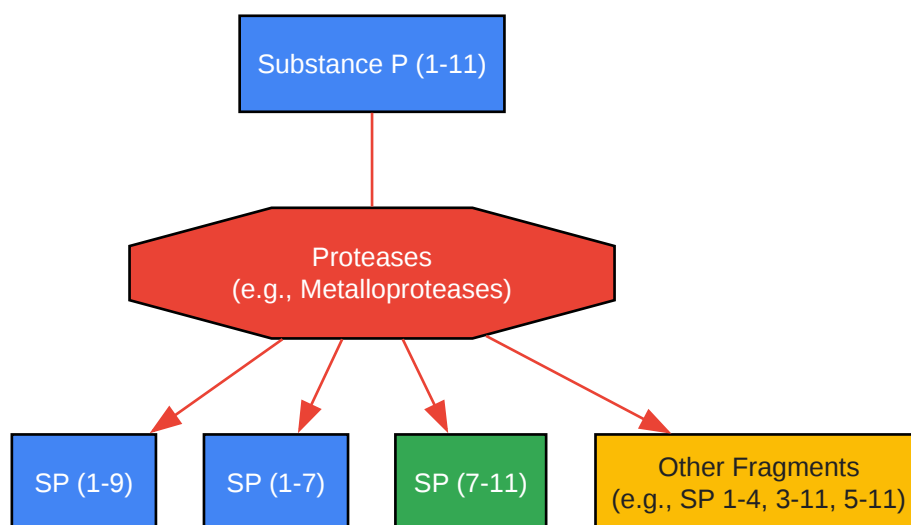 Substance P (1-11)
Proteases
(e.g., Metalloproteases)
SP (1-9)
SP (1-7)
SP (7-11)
Other Fragments
(e.g., SP 1-4, 3-11, 5-11)